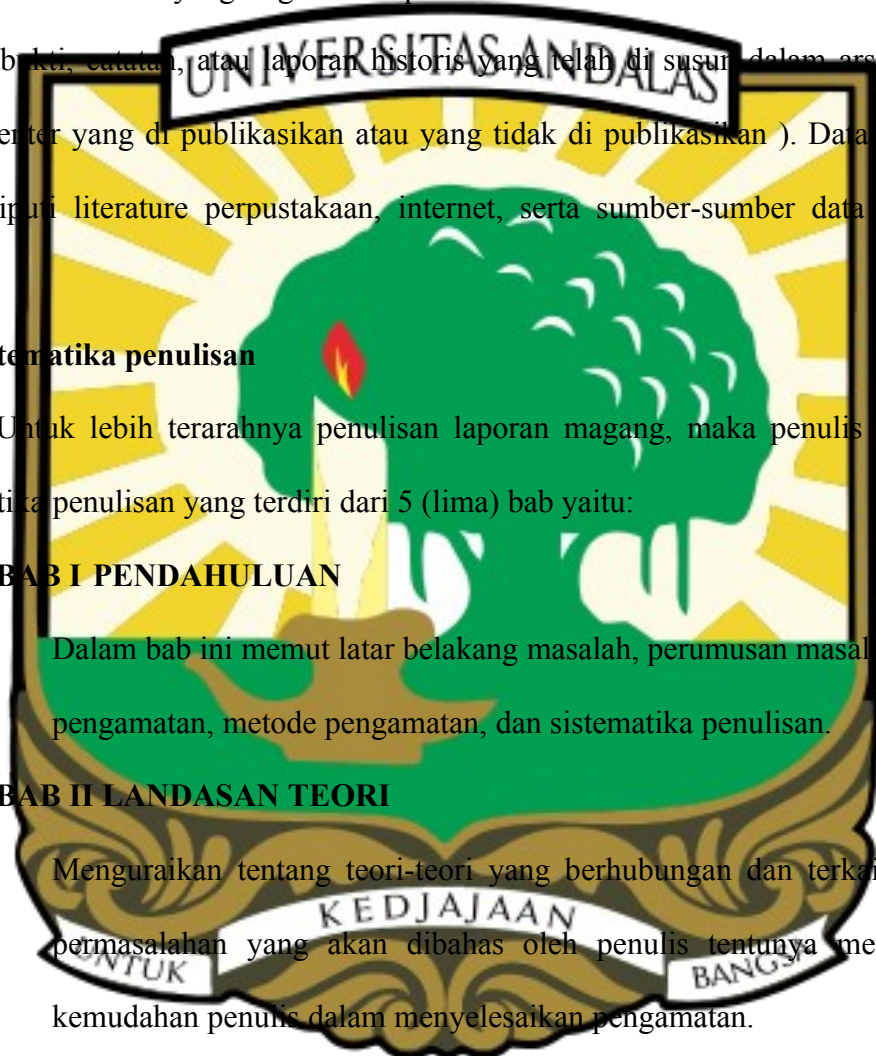 UNIVERSITAS ANDALAS
bukti, catatan, atau laporan historis yang telah di susun dalam ars
enter yang di publikasikan atau yang tidak di publikasikan ). Data
iputi literature perpustakaan, internet, serta sumber-sumber data
tematika penulisan
Untuk lebih terarahnya penulisan laporan magang, maka penulis
tika penulisan yang terdiri dari 5 (lima) bab yaitu:
BAB I PENDAHULUAN
Dalam bab ini memut latar belakang masalah, perumusan masal
pengamatan, metode pengamatan, dan sistematika penulisan.
BAB II LANDASAN TEORI
Menguraikan tentang teori-teori yang berhubungan dan terkai
KEDJAJAAN
permasalahan yang akan dibahas oleh penulis tentunya me
UNTUK
BANGSA
kemudahan penulis dalam menyelesaikan pengamatan.